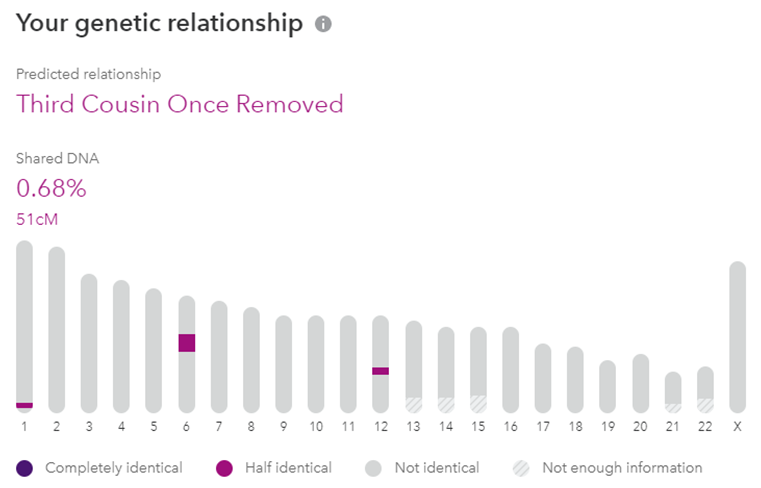 Your genetic relationship
Predicted relationship
Third Cousin Once Removed
Shared DNA
0.68%
51cM
1 2 3 4 5 6 7 8 9 10 11 12 13 14 15 16 17 18 19 20 21 22 X
Completely identical Half identical Not identical Not enough information